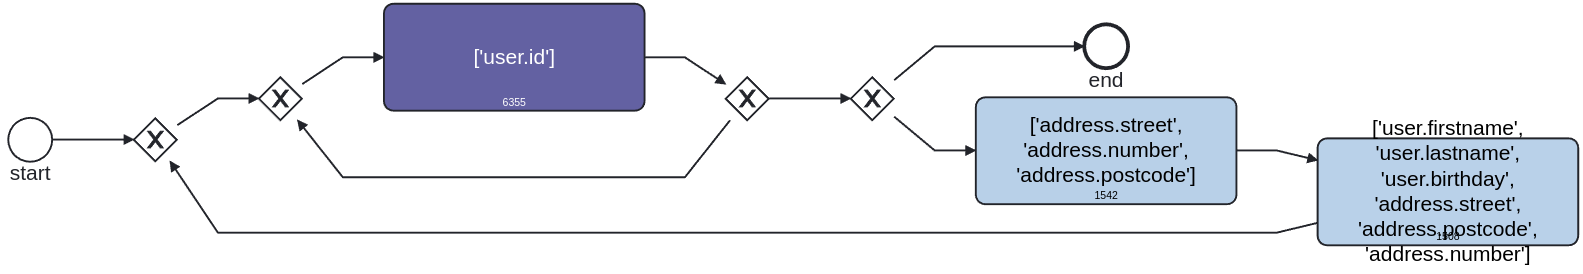 start
X
X
['user.id']
6355
X
X
end
['address.street',
'address.number',
'address.postcode']
1542
['user.firstname',
'user.lastname',
'user.birthday',
'address.street',
'address.postcode',
'address.number']